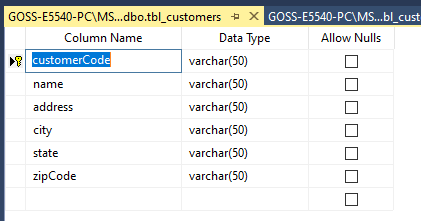 GOSS-E5540-PC\MS...dbo.tbl_customers GOSS-E5540-PC\MS...bl_cust
Column Name Data Type Allow Nulls
customerCode varchar(50)
name varchar(50)
address varchar(50)
city varchar(50)
state varchar(50)
zipCode varchar(50)